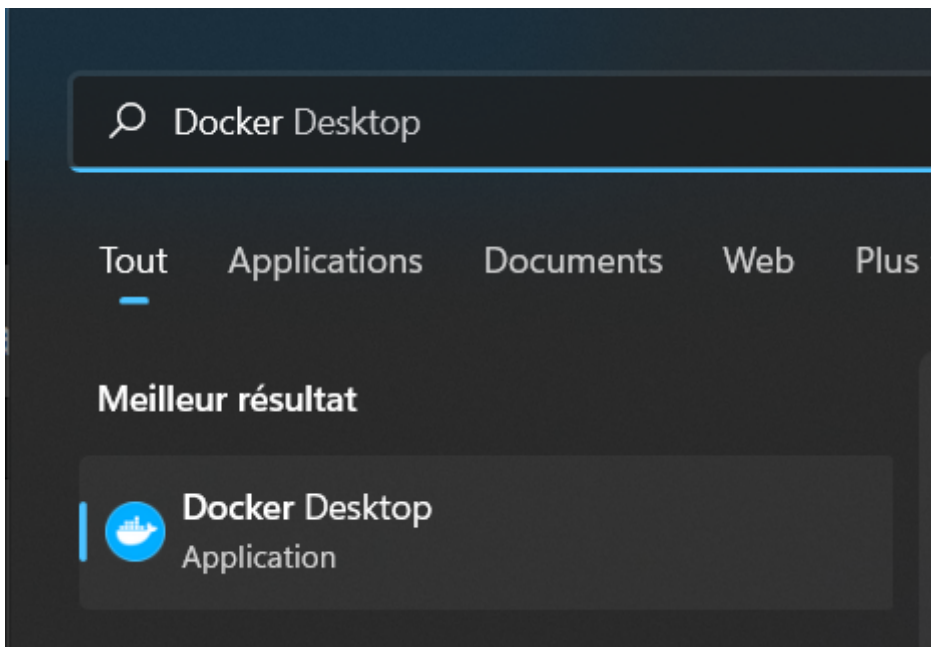 Docker Desktop
Tout Applications Documents Web Plus
Meilleur résultat
Docker Desktop
Application